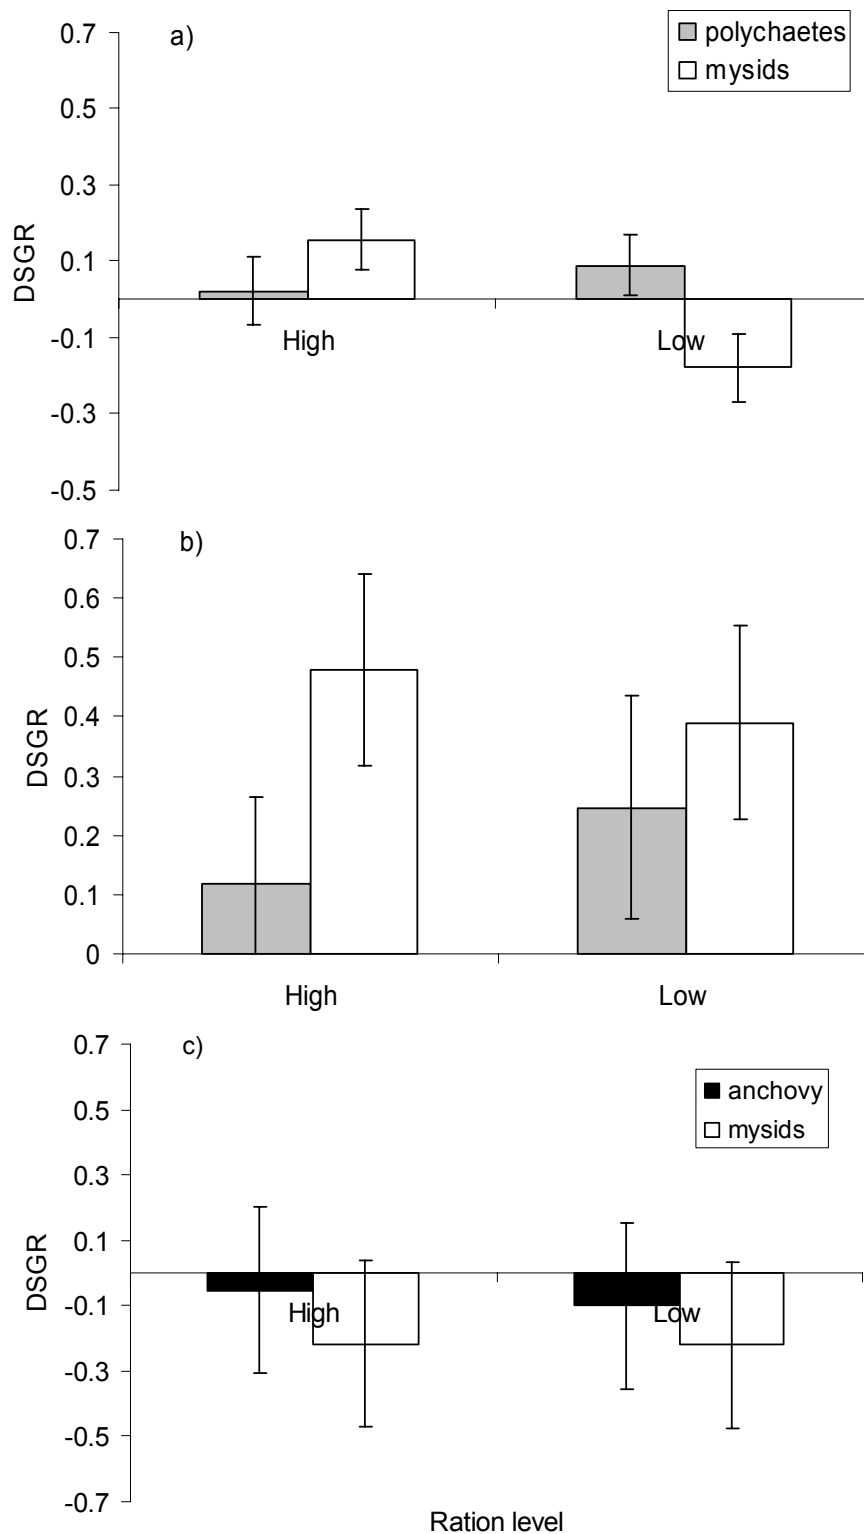 a)
polychaetes
mysids
0.7
0.5
0.3
0.1
-0.1
-0.3
-0.5
DSGR
High
Low
b)
0.7
0.6
0.5
0.4
0.3
0.2
0.1
0
DSGR
High
Low
c)
anchovy
mysids
0.7
0.5
0.3
0.1
-0.1
-0.3
-0.5
-0.7
DSGR
High
Low
Ration level